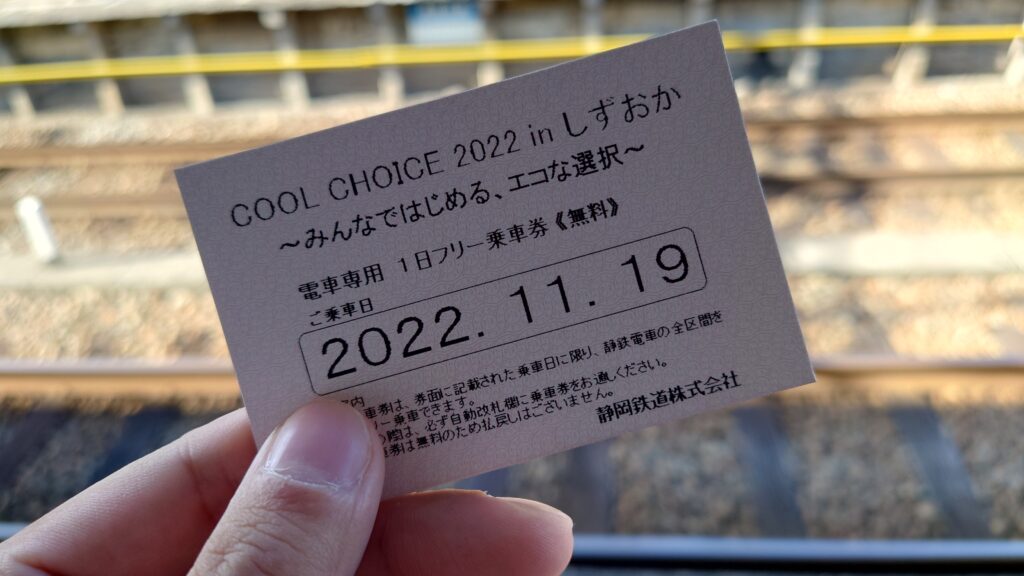 COOL CHOICE 2022 in しずおか
～みんなではじめる、エコな選択～
電車専用 1日フリー乗車券《無料》
ご乗車日
2022. 11. 19
内
車券は、券面に記載された乗車日に限り、静鉄電車の全区間を
リー乗車できます。
の際は、必ず自動改札機に乗車券をお通しください。
車券は無料のため払戻しはございません。
静岡鉄道株式会社